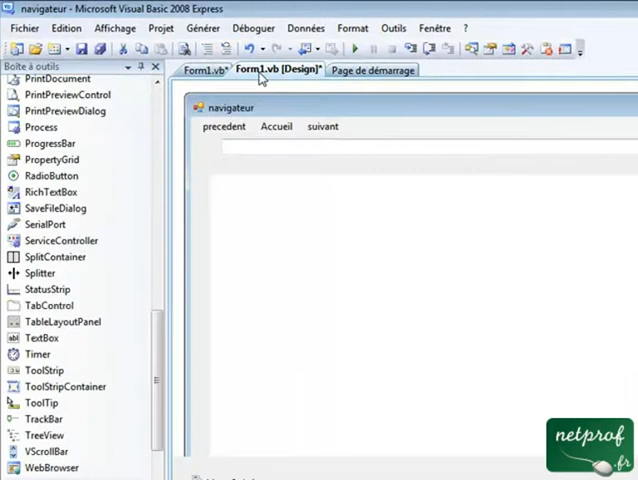 navigateur - Microsoft Visual Basic 2008 Express
Fichier Edition Affichage Projet Générer Déboguer Données Format Outils Fenêtre ?
Boîte à outils
Form1.vb* Form1.vb [Design]* Page de démarrage
PrintDocument
PrintPreviewControl
PrintPreviewDialog
Process
ProgressBar
PropertyGrid
RadioButton
RichTextBox
SaveFileDialog
SerialPort
ServiceController
SplitContainer
Splitter
StatusStrip
TabControl
TableLayoutPanel
TextBox
Timer
ToolStrip
ToolStripContainer
ToolTip
TrackBar
TreeView
VScrollBar
WebBrowser
navigateur
precedent Accueil suivant
netprof
.fr